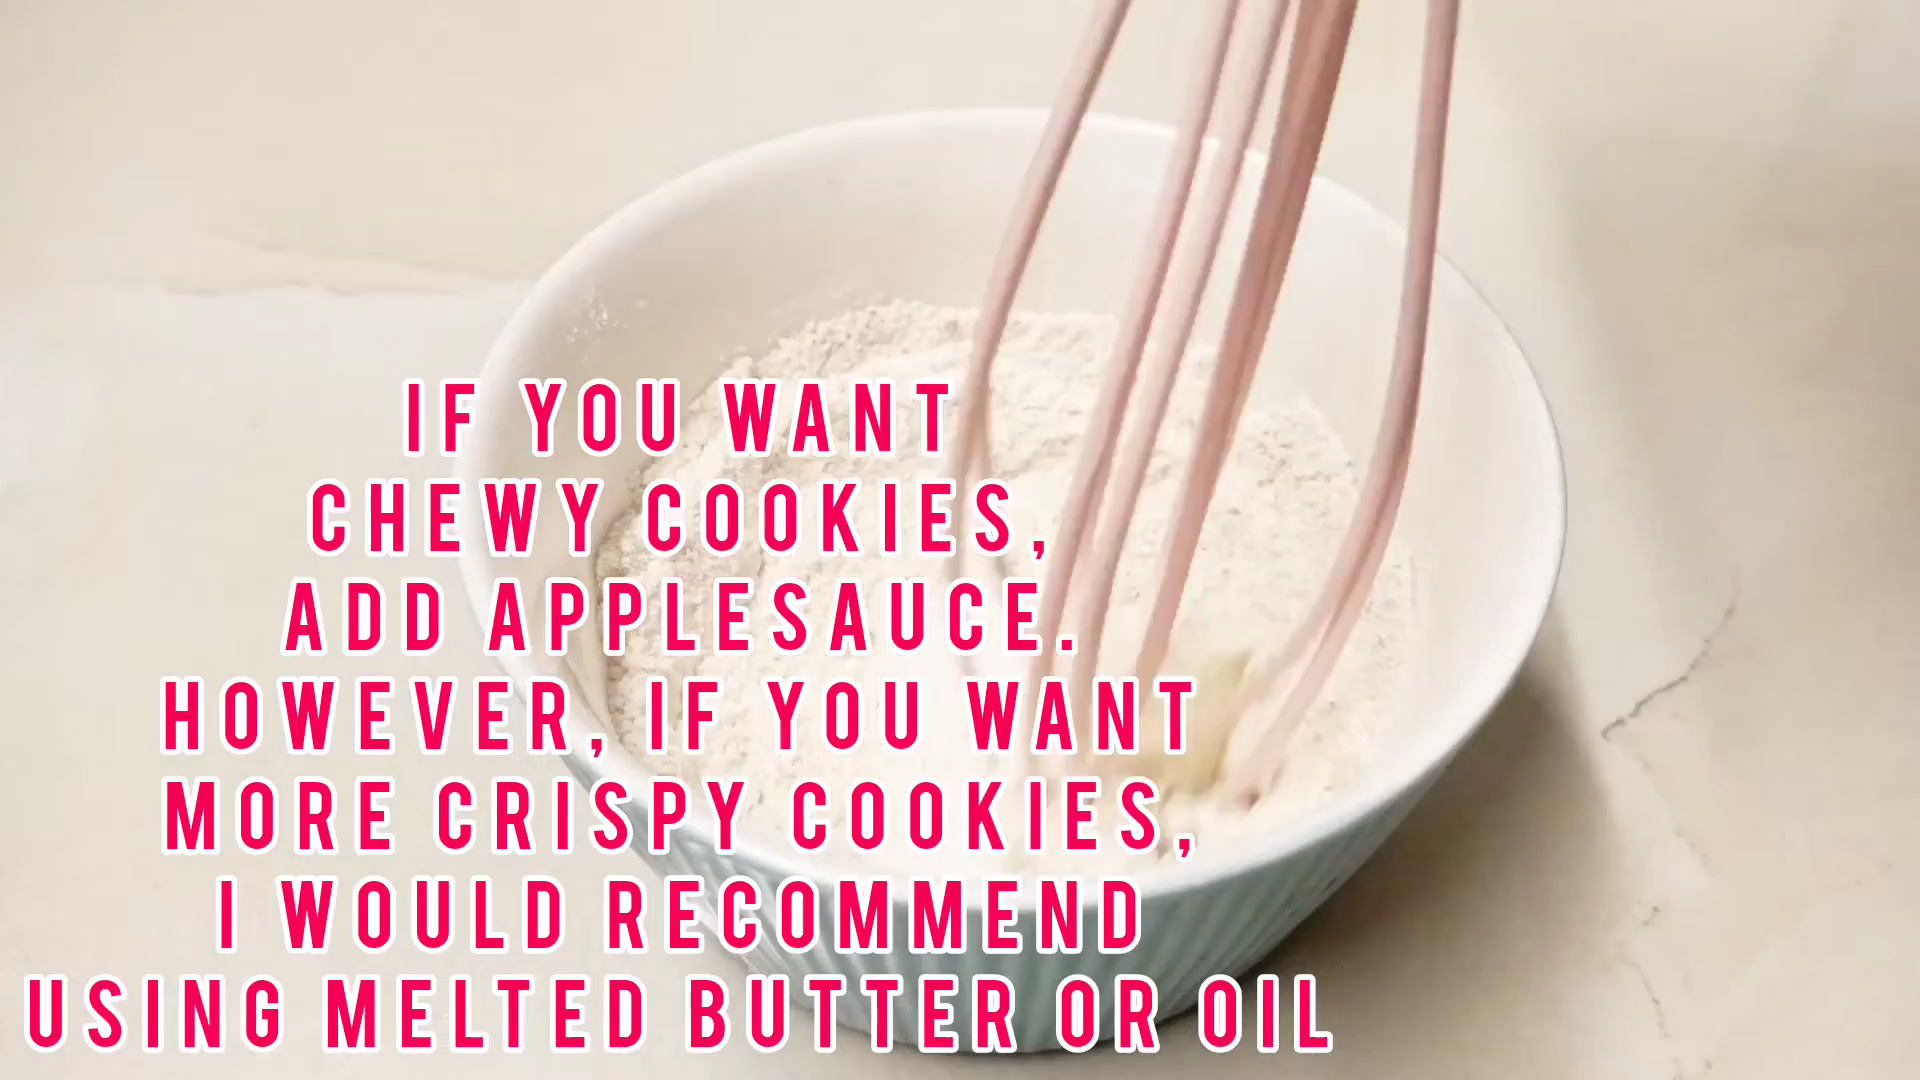 IF YOU WANT
CHEWY COOKIES,
ADD APPLESAUCE.
HOWEVER, IF YOU WANT
MORE CRISPY COOKIES,
I WOULD RECOMMEND
USING MELTED BUTTER OR OIL